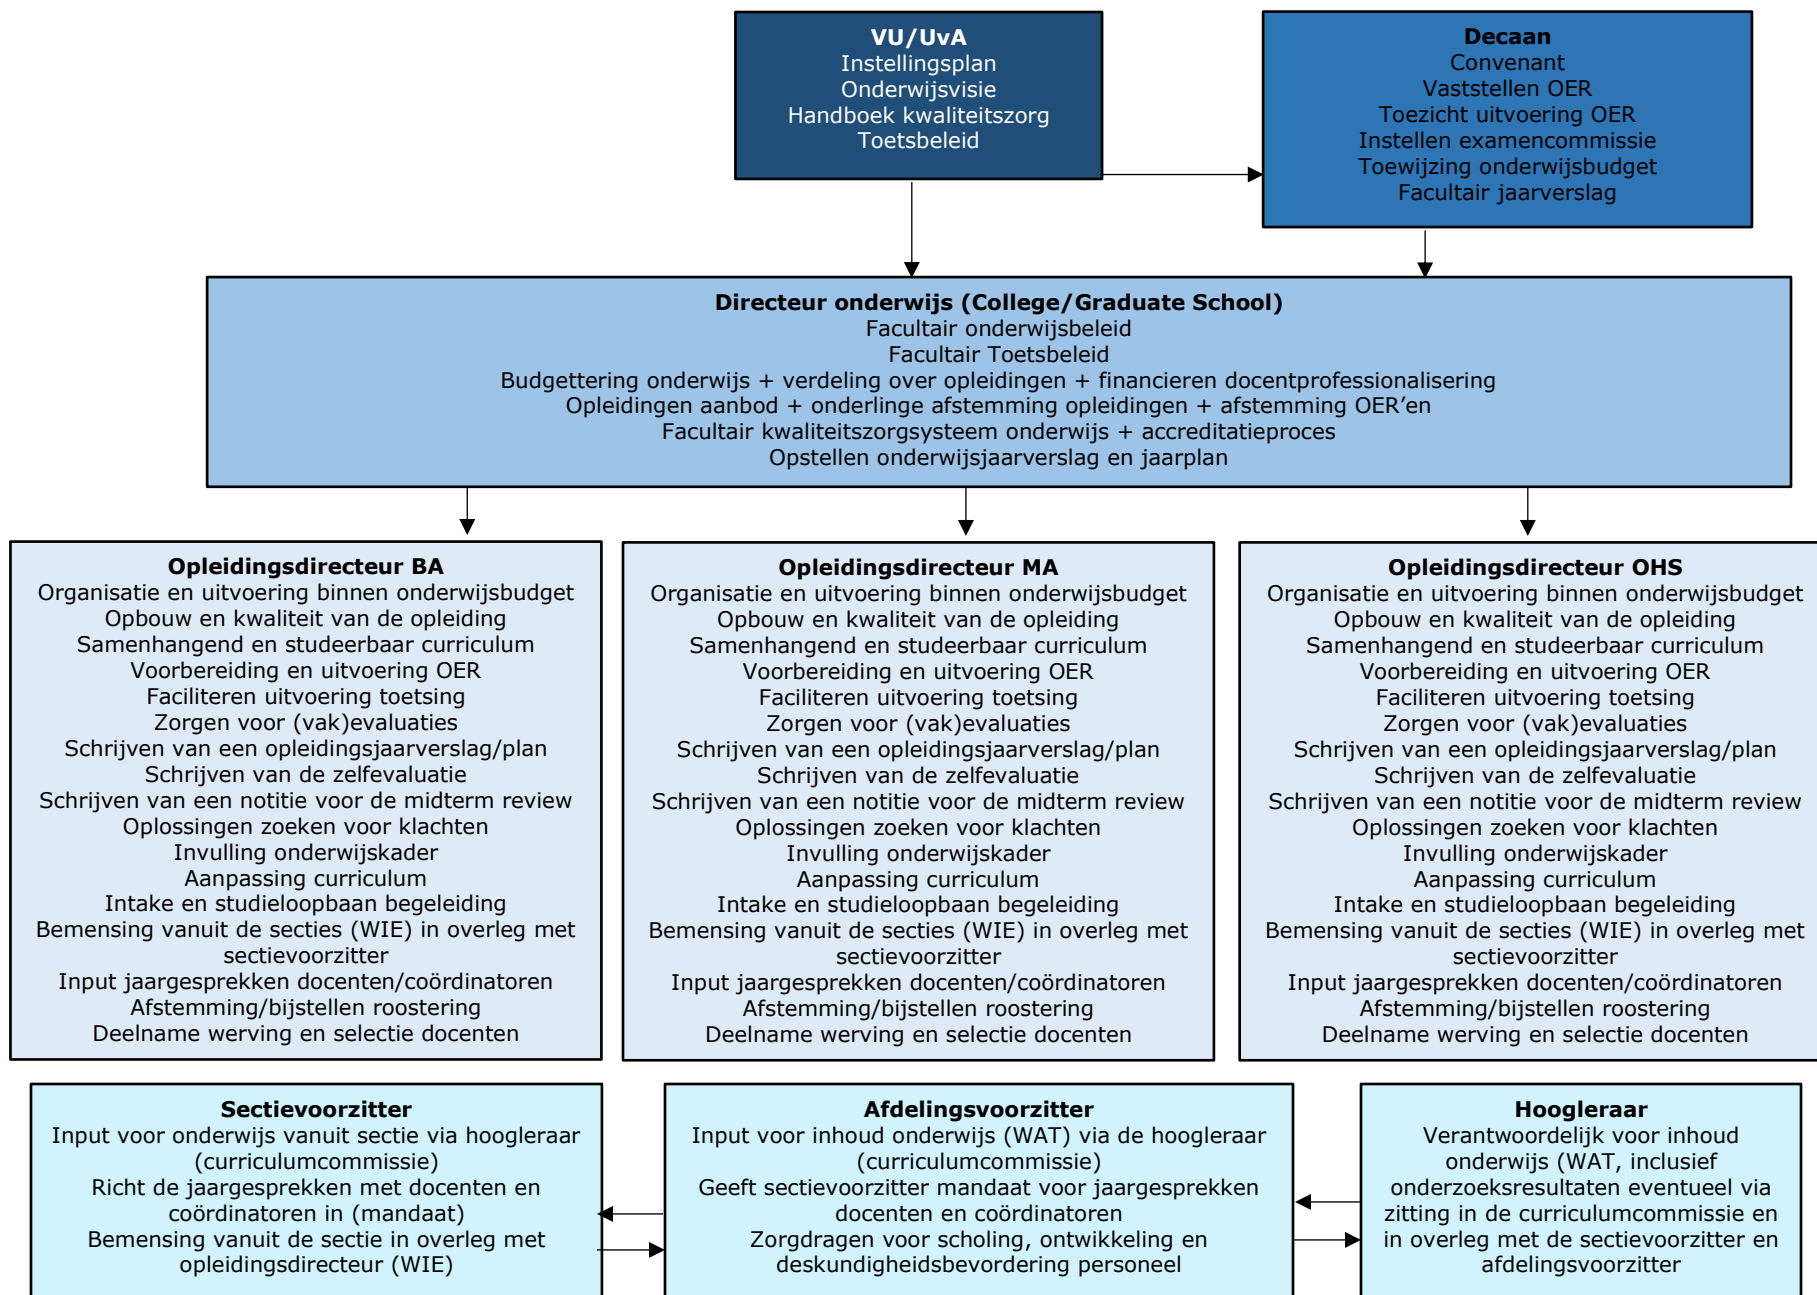 VU/UvA
Instellingsplan
Onderwijsvisie
Handboek kwaliteitszorg
Toetsbeleid
Decaan
Convenant
Vaststellen OER
Toezicht uitvoering OER
Instellen examencommissie
Toewijzing onderwijsbudget
Facultair jaarverslag
Directeur onderwijs (College/Graduate School)
Facultair onderwijsbeleid
Facultair Toetsbeleid
Budgettering onderwijs + verdeling over opleidingen + financieren docentprofessionalisering
Opleidingen aanbod + onderlinge afstemming opleidingen + afstemming OER’en
Facultair kwaliteitszorgsysteem onderwijs + accreditatieproces
Opstellen onderwijsjaarverslag en jaarplan
Opleidingsdirecteur BA
Organisatie en uitvoering binnen onderwijsbudget
Opbouw en kwaliteit van de opleiding
Samenhangend en studeerbaar curriculum
Voorbereiding en uitvoering OER
Faciliteren uitvoering toetsing
Zorgen voor (vak)evaluaties
Schrijven van een opleidingsjaarverslag/plan
Schrijven van de zelfevaluatie
Schrijven van een notitie voor de midterm review
Oplossingen zoeken voor klachten
Invulling onderwijskader
Aanpassing curriculum
Intake en studieloopbaan begeleiding
Bemensing vanuit de secties (WIE) in overleg met
sectievoorzitter
Input jaargesprekken docenten/coördinatoren
Afstemming/bijstellen roostering
Deelname werving en selectie docenten
Opleidingsdirecteur MA
Organisatie en uitvoering binnen onderwijsbudget
Opbouw en kwaliteit van de opleiding
Samenhangend en studeerbaar curriculum
Voorbereiding en uitvoering OER
Faciliteren uitvoering toetsing
Zorgen voor (vak)evaluaties
Schrijven van een opleidingsjaarverslag/plan
Schrijven van de zelfevaluatie
Schrijven van een notitie voor de midterm review
Oplossingen zoeken voor klachten
Invulling onderwijskader
Aanpassing curriculum
Intake en studieloopbaan begeleiding
Bemensing vanuit de secties (WIE) in overleg met
sectievoorzitter
Input jaargesprekken docenten/coördinatoren
Afstemming/bijstellen roostering
Deelname werving en selectie docenten
Opleidingsdirecteur OHS
Organisatie en uitvoering binnen onderwijsbudget
Opbouw en kwaliteit van de opleiding
Samenhangend en studeerbaar curriculum
Voorbereiding en uitvoering OER
Faciliteren uitvoering toetsing
Zorgen voor (vak)evaluaties
Schrijven van een opleidingsjaarverslag/plan
Schrijven van de zelfevaluatie
Schrijven van een notitie voor de midterm review
Oplossingen zoeken voor klachten
Invulling onderwijskader
Aanpassing curriculum
Intake en studieloopbaan begeleiding
Bemensing vanuit de secties (WIE) in overleg met
sectievoorzitter
Input jaargesprekken docenten/coördinatoren
Afstemming/bijstellen roostering
Deelname werving en selectie docenten
Sectievoorzitter
Input voor onderwijs vanuit sectie via hoogleraar
(curriculumcommissie)
Richt de jaargesprekken met docenten en
coördinatoren in (mandaat)
Bemensing vanuit de sectie in overleg met
opleidingsdirecteur (WIE)
Afdelingsvoorzitter
Input voor inhoud onderwijs (WAT) via de hoogleraar
(curriculumcommissie)
Geeft sectievoorzitter mandaat voor jaargesprekken
docenten en coördinatoren
Zorgdragen voor scholing, ontwikkeling en
deskundigheidsbevordering personeel
Hoogleraar
Verantwoordelijk voor inhoud
onderwijs (WAT, inclusief
onderzoeksresultaten eventueel via
zitting in de curriculumcommissie en
in overleg met de sectievoorzitter en
afdelingsvoorzitter